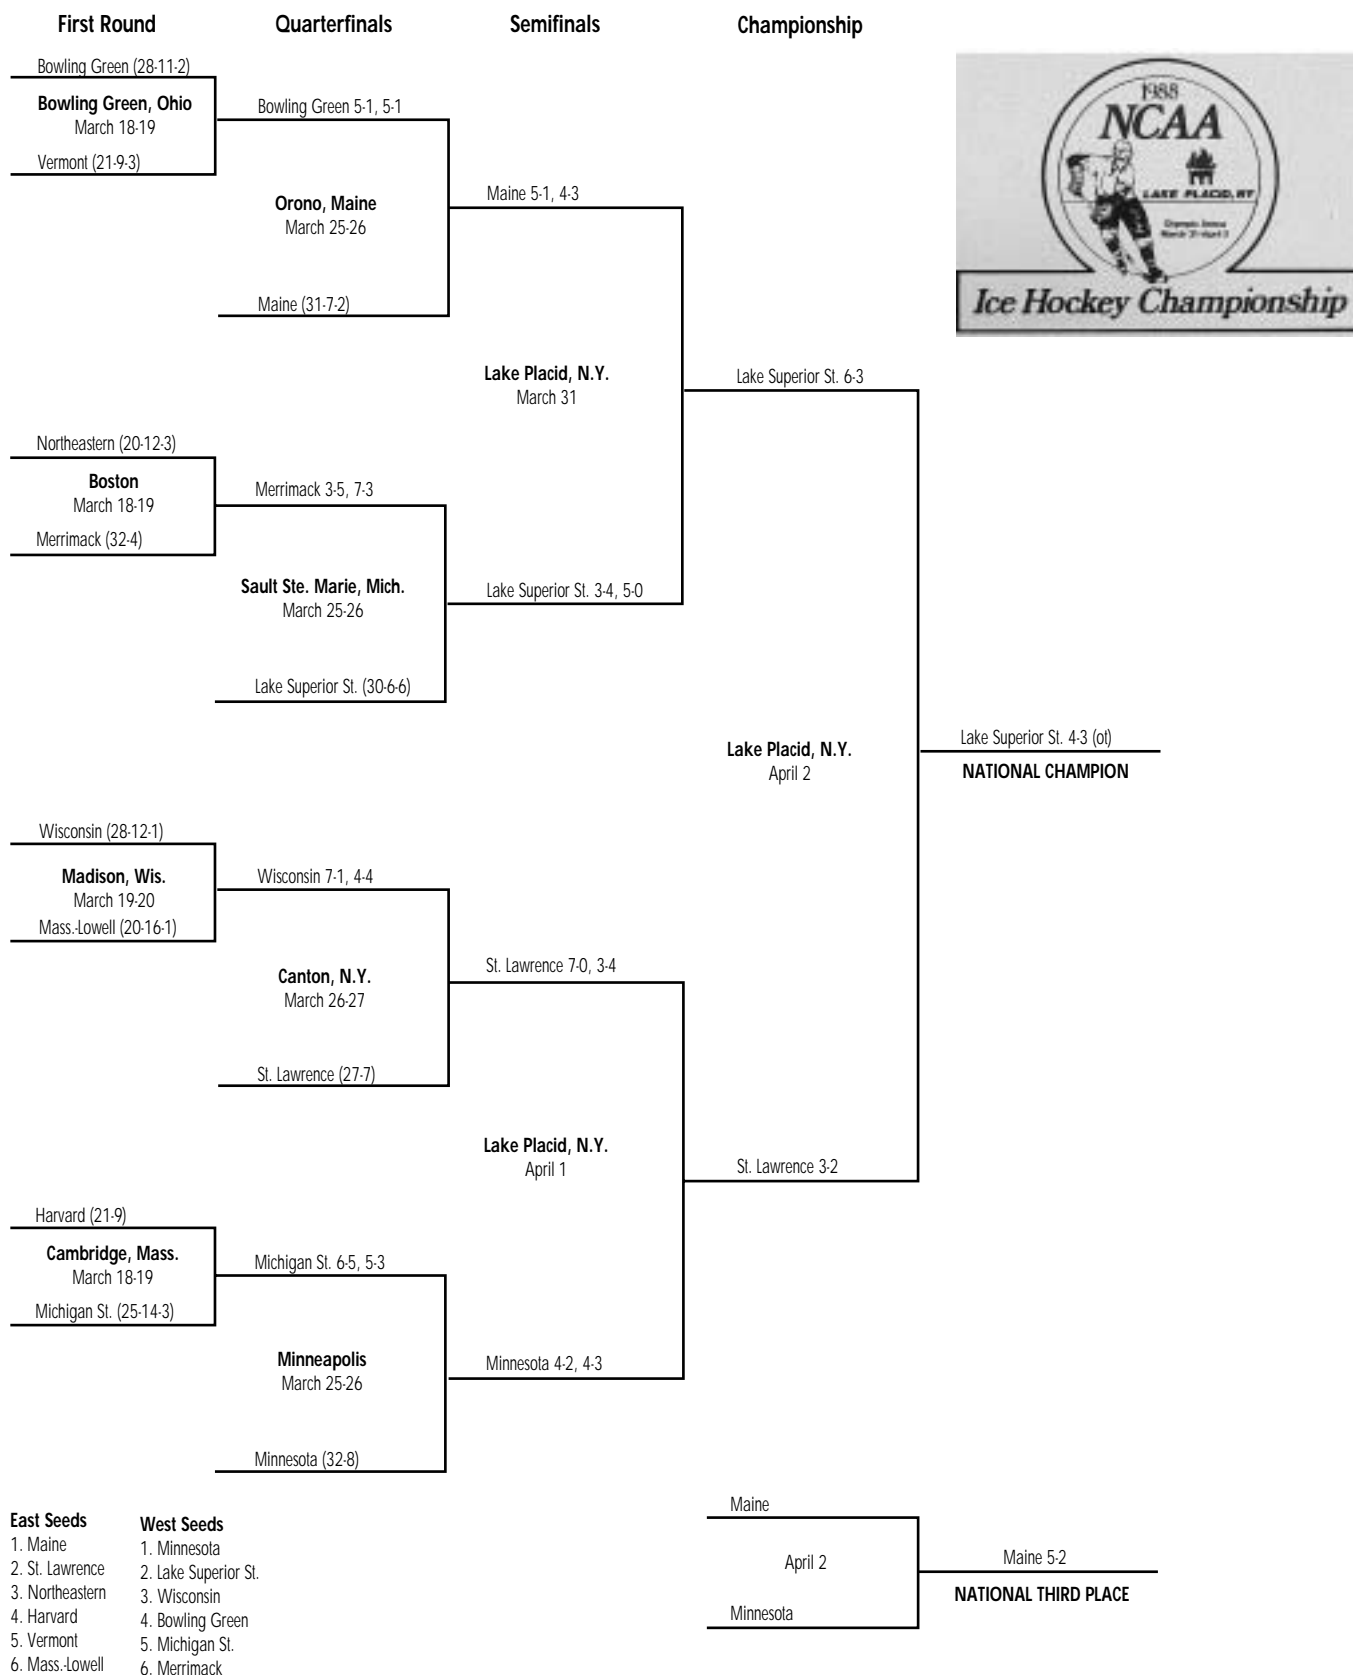 First Round
Quarterfinals
Semifinals
Championship
Bowling Green (28-11-2)
Bowling Green, Ohio
March 18-19
Vermont (21-9-3)
Bowling Green 5-1, 5-1
Orono, Maine
March 25-26
Maine (31-7-2)
Maine 5-1, 4-3
Lake Placid, N.Y.
March 31
Lake Superior St. 6-3
1988
NCAA
LAKE PLACID, NY
Olympic Arena
March 31-April 2
Ice Hockey Championship
Northeastern (20-12-3)
Boston
March 18-19
Merrimack (32-4)
Merrimack 3-5, 7-3
Sault Ste. Marie, Mich.
March 25-26
Lake Superior St. (30-6-6)
Lake Superior St. 3-4, 5-0
Lake Placid, N.Y.
April 2
Lake Superior St. 4-3 (ot)
NATIONAL CHAMPION
Wisconsin (28-12-1)
Madison, Wis.
March 19-20
Mass.-Lowell (20-16-1)
Wisconsin 7-1, 4-4
Canton, N.Y.
March 26-27
St. Lawrence (27-7)
St. Lawrence 7-0, 3-4
Lake Placid, N.Y.
April 1
St. Lawrence 3-2
Harvard (21-9)
Cambridge, Mass.
March 18-19
Michigan St. (25-14-3)
Michigan St. 6-5, 5-3
Minneapolis
March 25-26
Minnesota (32-8)
Minnesota 4-2, 4-3
East Seeds
1. Maine
2. St. Lawrence
3. Northeastern
4. Harvard
5. Vermont
6. Mass.-Lowell
West Seeds
1. Minnesota
2. Lake Superior St.
3. Wisconsin
4. Bowling Green
5. Michigan St.
6. Merrimack
Maine
April 2
Minnesota
Maine 5-2
NATIONAL THIRD PLACE